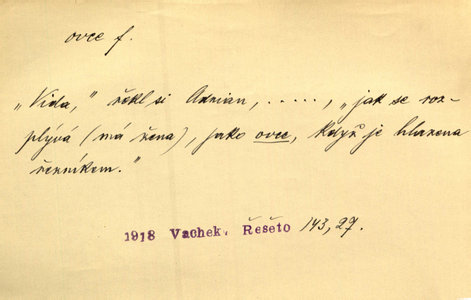 ovce f.
„Vida," řekl si Adrian, ....., „jak se roz-
plývá (má žena), jako ovce, když je hlazena
řezníkem."
1918 Vachek, Řešeto 143,27.